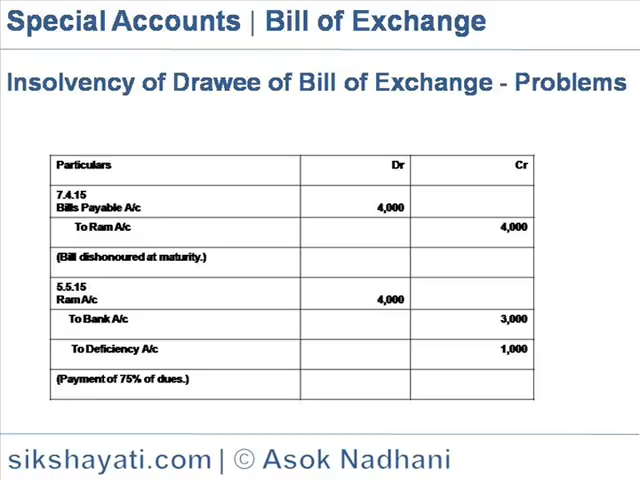 Special Accounts | Bill of Exchange
Insolvency of Drawee of Bill of Exchange - Problems
Particulars Dr Cr
7.4.15
Bills Payable A/c 4,000
To Ram A/c 4,000
(Bill dishonoured at maturity.)
5.5.15
Ram A/c 4,000
To Bank A/c 3,000
To Deficiency A/c 1,000
(Payment of 75% of dues.)
sikshayati.com | © Asok Nadhani